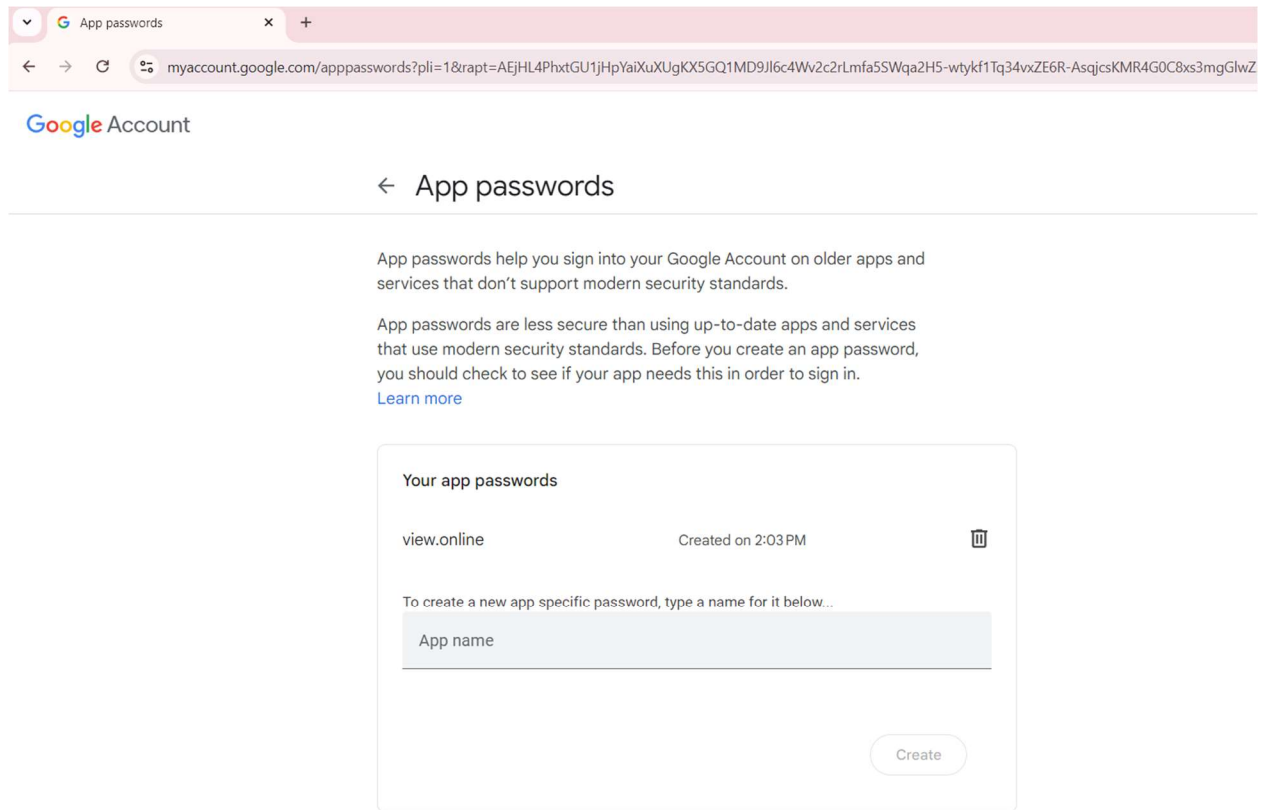 App passwords
myaccount.google.com/apppasswords?pli=1&rapt=AEjHL4PhxtGU1jHpYaiXuXUgKX5GQ1MD9Jl6c4Wv2c2rLmfa5SWqa2H5-wtykf1Tq34vxZE6R-AsqjcsKMR4G0C8xs3mgGlwZ
Google Account
App passwords
App passwords help you sign into your Google Account on older apps and
services that don’t support modern security standards.
App passwords are less secure than using up-to-date apps and services
that use modern security standards. Before you create an app password,
you should check to see if your app needs this in order to sign in.
Learn more
Your app passwords
view.online Created on 2:03 PM
To create a new app specific password, type a name for it below...
App name
Create